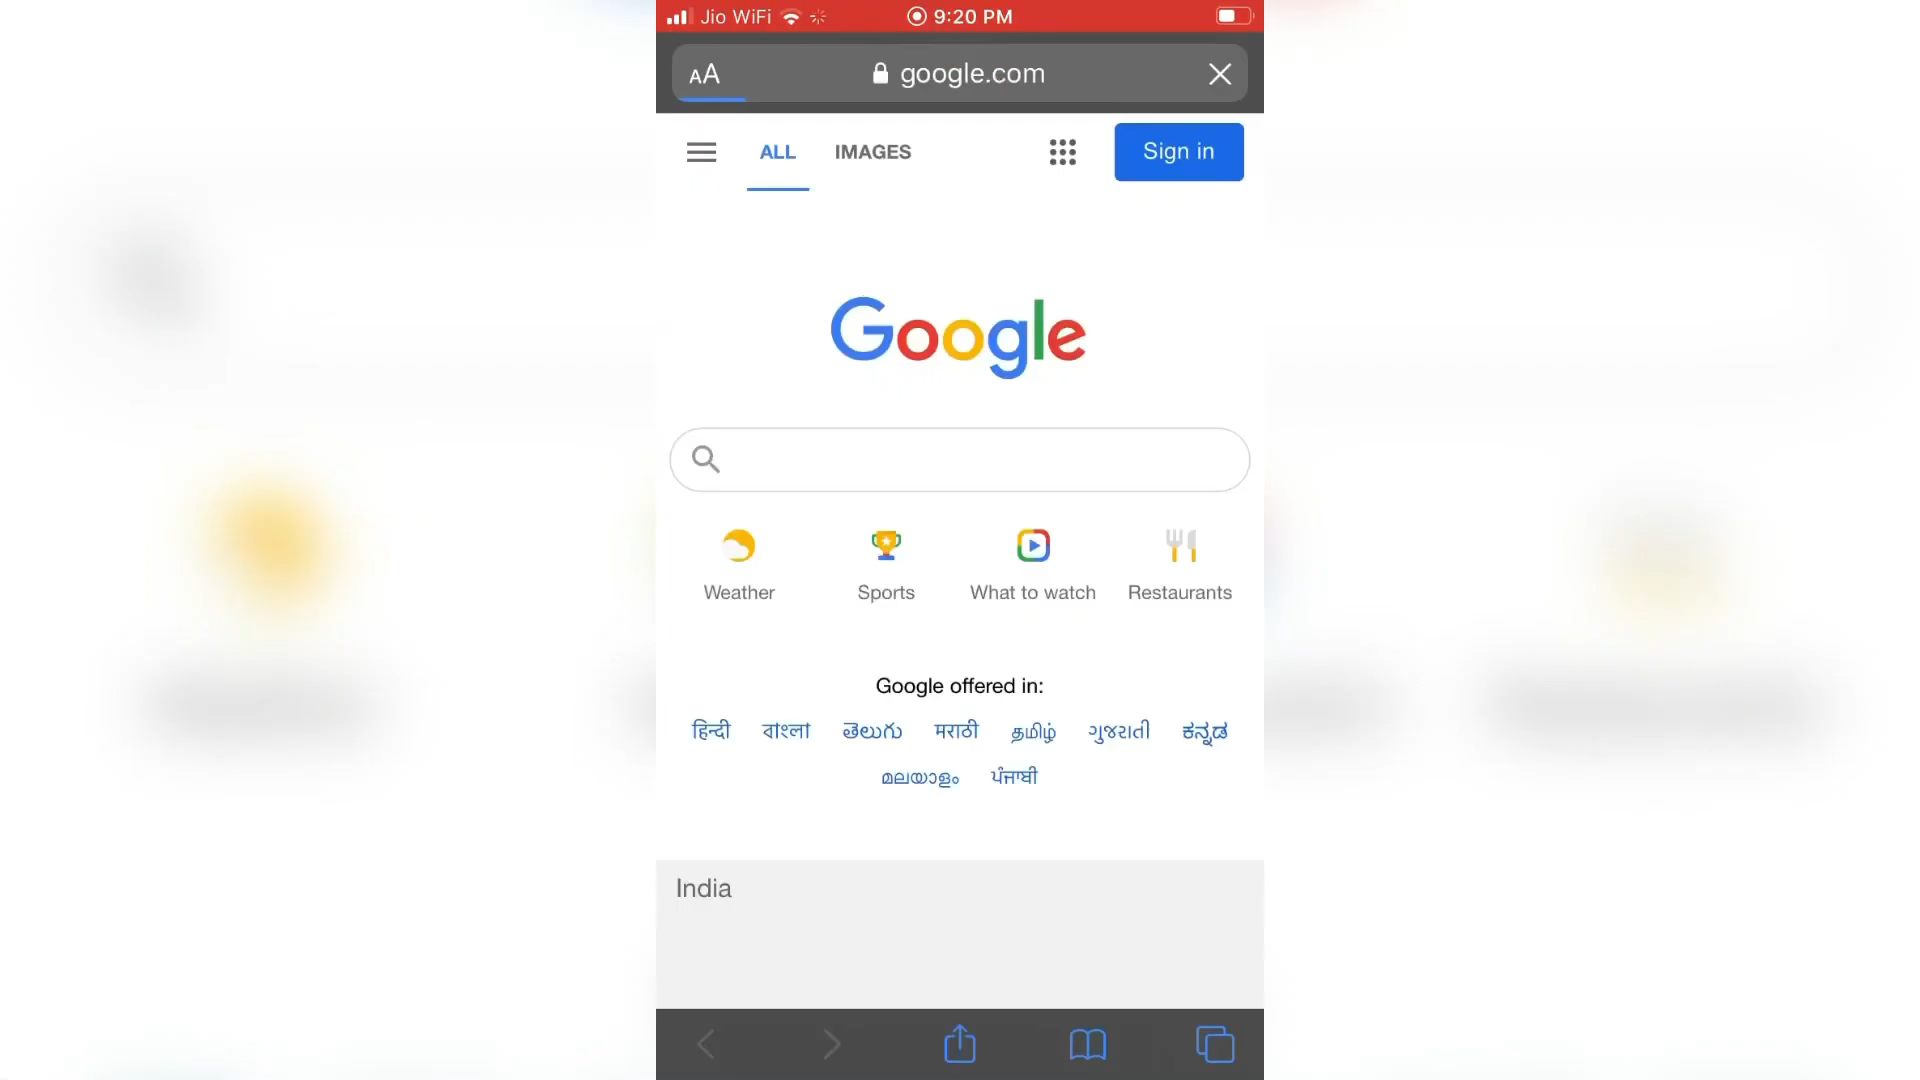 Jio WiFi 9:20 PM
AA google.com
ALL IMAGES Sign in
Google
Weather Sports What to watch Restaurants
Google offered in:
हिन्दी বাংলা తెలుగు मराठी தமிழ் ગુજરાતી ಕನ್ನಡ
മലയാളം ਪੰਜਾਬੀ
India